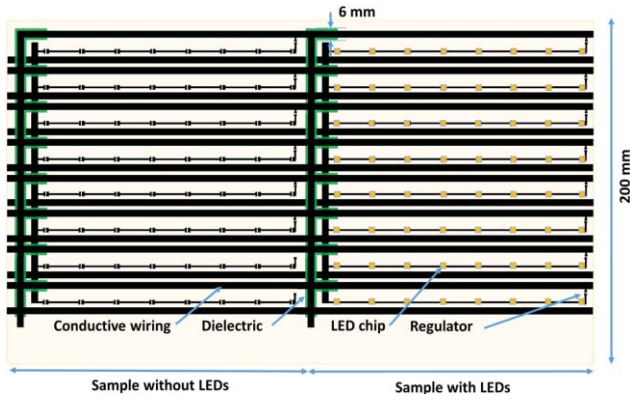 6 mm
200 mm
Conductive wiring
Dielectric
LED chip
Regulator
Sample without LEDs
Sample with LEDs